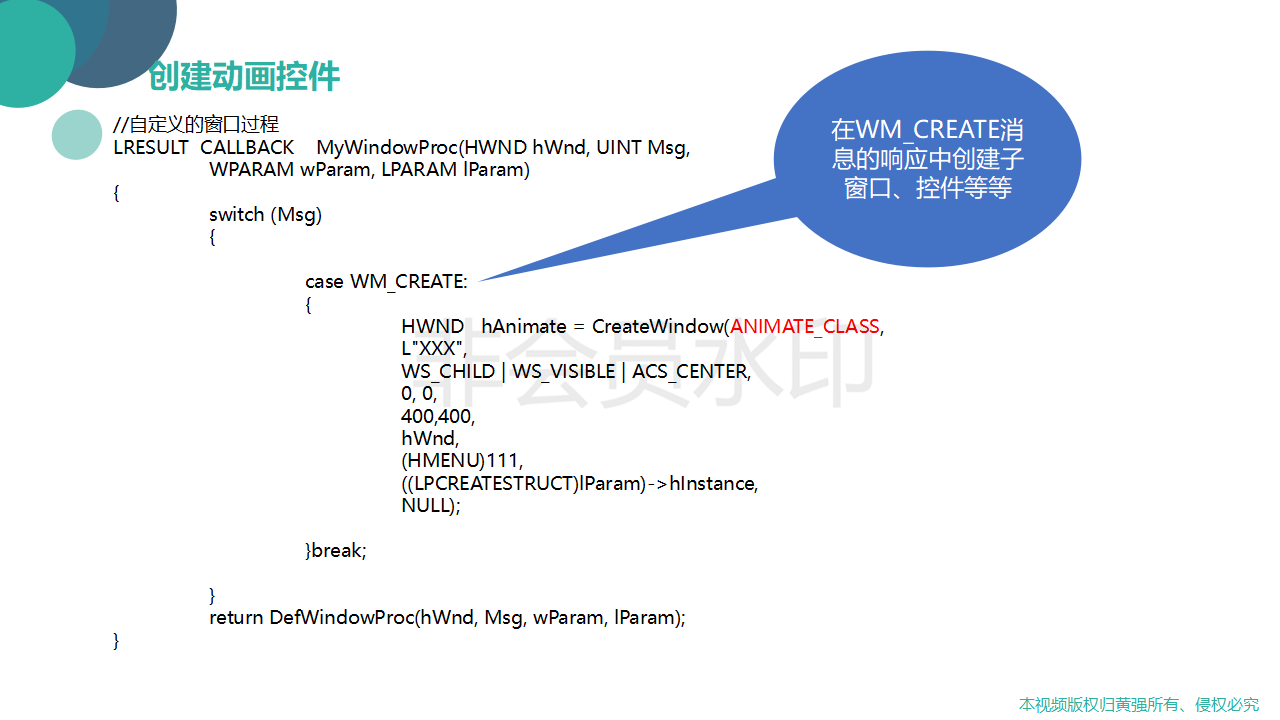 创建动画控件
//自定义的窗口过程
LRESULT CALLBACK MyWindowProc(HWND hWnd, UINT Msg,
WPARAM wParam, LPARAM lParam)
{
switch (Msg)
{
case WM_CREATE:
{
HWND hAnimate = CreateWindow(ANIMATE_CLASS,
L"XXX",
WS_CHILD | WS_VISIBLE | ACS_CENTER,
0, 0,
400,400,
hWnd,
(HMENU)111,
((LPCREATESTRUCT)lParam)->hInstance,
NULL);
}break;
}
return DefWindowProc(hWnd, Msg, wParam, lParam);
}
在WM_CREATE消
息的响应中创建子
窗口、控件等等
非会员水印
本视频版权归黄强所有、侵权必究